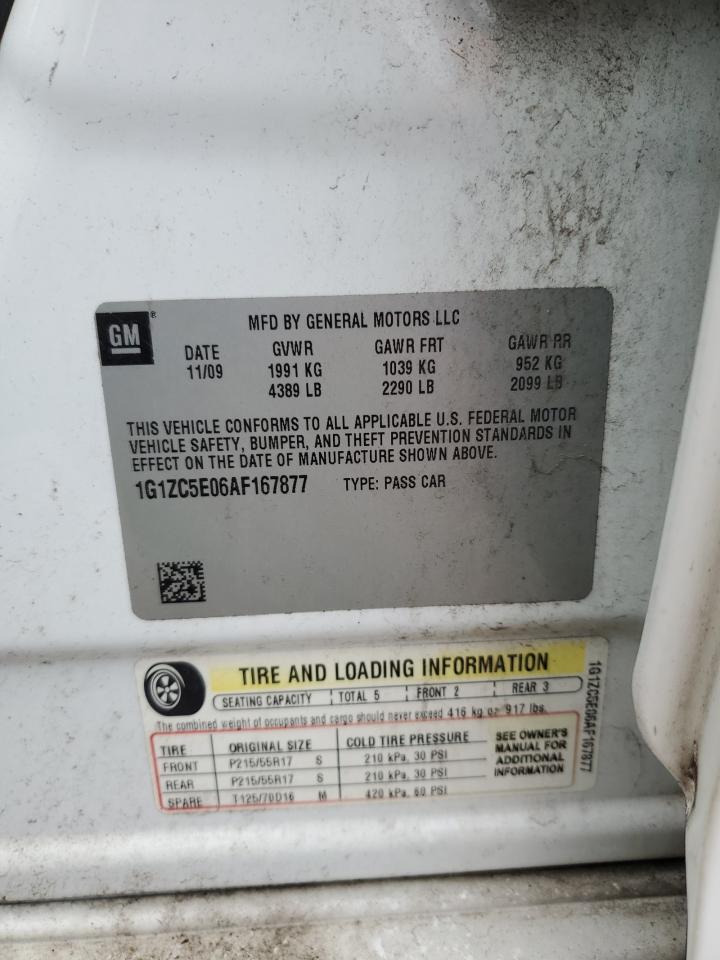 GM®
MFD BY GENERAL MOTORS LLC
DATE GVWR GAWR FRT GAWR RR
11/09 1991 KG 1039 KG 952 KG
4389 LB 2290 LB 2099 LB
THIS VEHICLE CONFORMS TO ALL APPLICABLE U.S. FEDERAL MOTOR
VEHICLE SAFETY, BUMPER, AND THEFT PREVENTION STANDARDS IN
EFFECT ON THE DATE OF MANUFACTURE SHOWN ABOVE.
1G1ZC5E06AF167877 TYPE: PASS CAR
TIRE AND LOADING INFORMATION
SEATING CAPACITY TOTAL 5 FRONT 2 REAR 3
The combined weight of occupants and cargo should never exceed 416 kg or 917 lbs.
TIRE ORIGINAL SIZE COLD TIRE PRESSURE
FRONT P215/55R17 S 210 kPa, 30 PSI
REAR P215/55R17 S 210 kPa, 30 PSI
SPARE T125/70D16 M 420 kPa, 60 PSI
SEE OWNER'S
MANUAL FOR
ADDITIONAL
INFORMATION
1G1ZC5E06AF167877